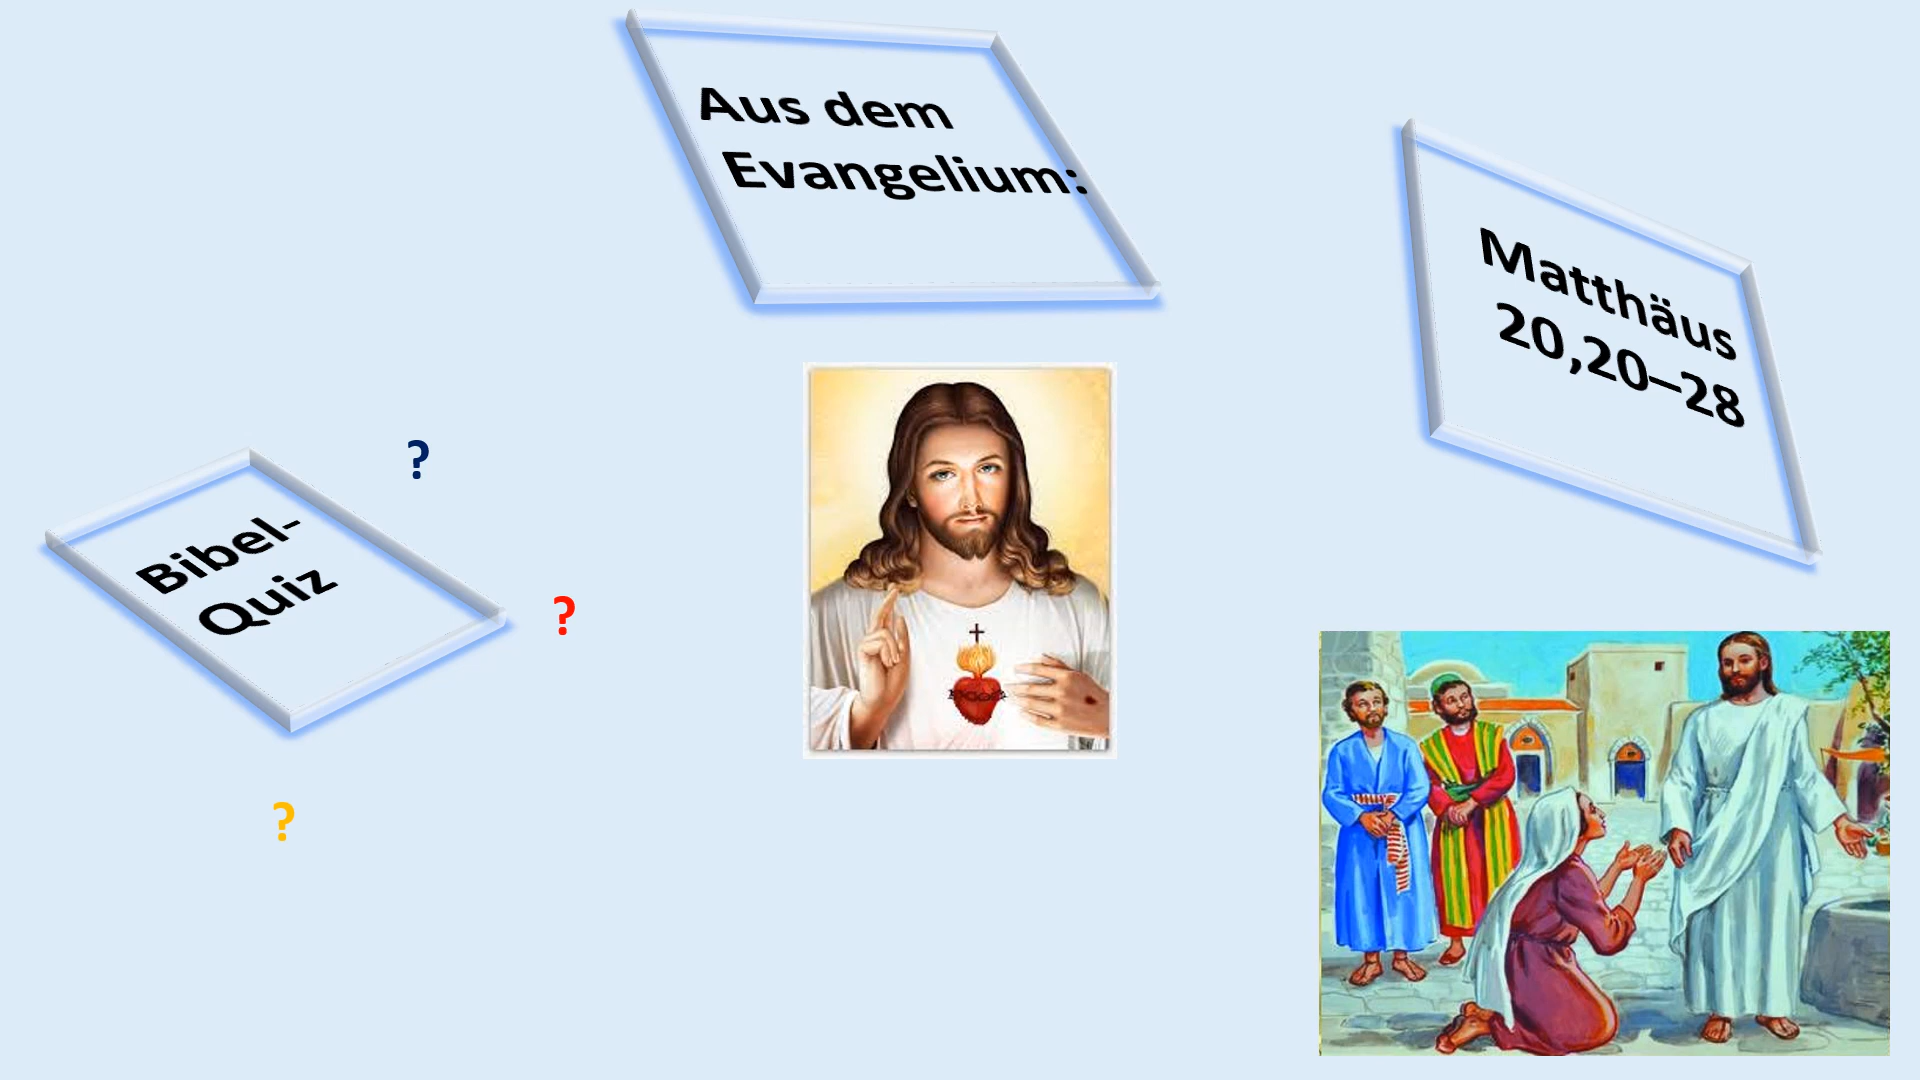 Aus dem
Evangelium:
Matthäus
20,20–28
Bibel-
Quiz
?
?
?